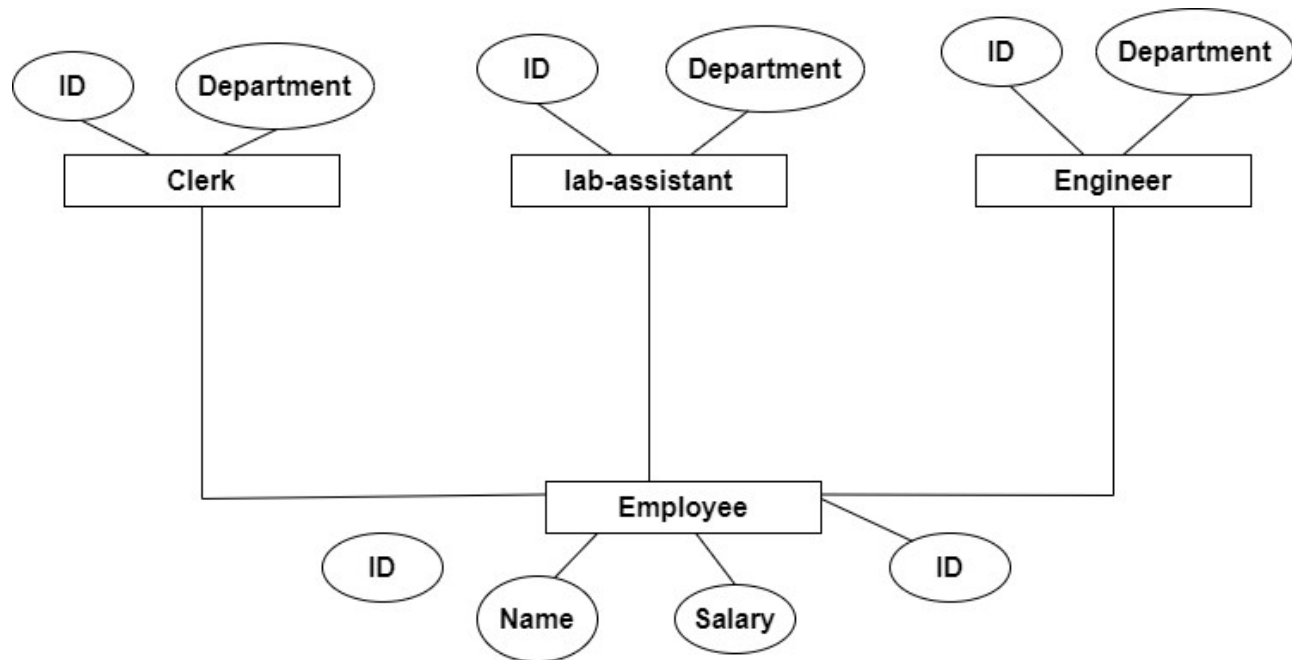 ID
Department
ID
Department
ID
Department
Clerk
lab-assistant
Engineer
Employee
ID
ID
Name
Salary